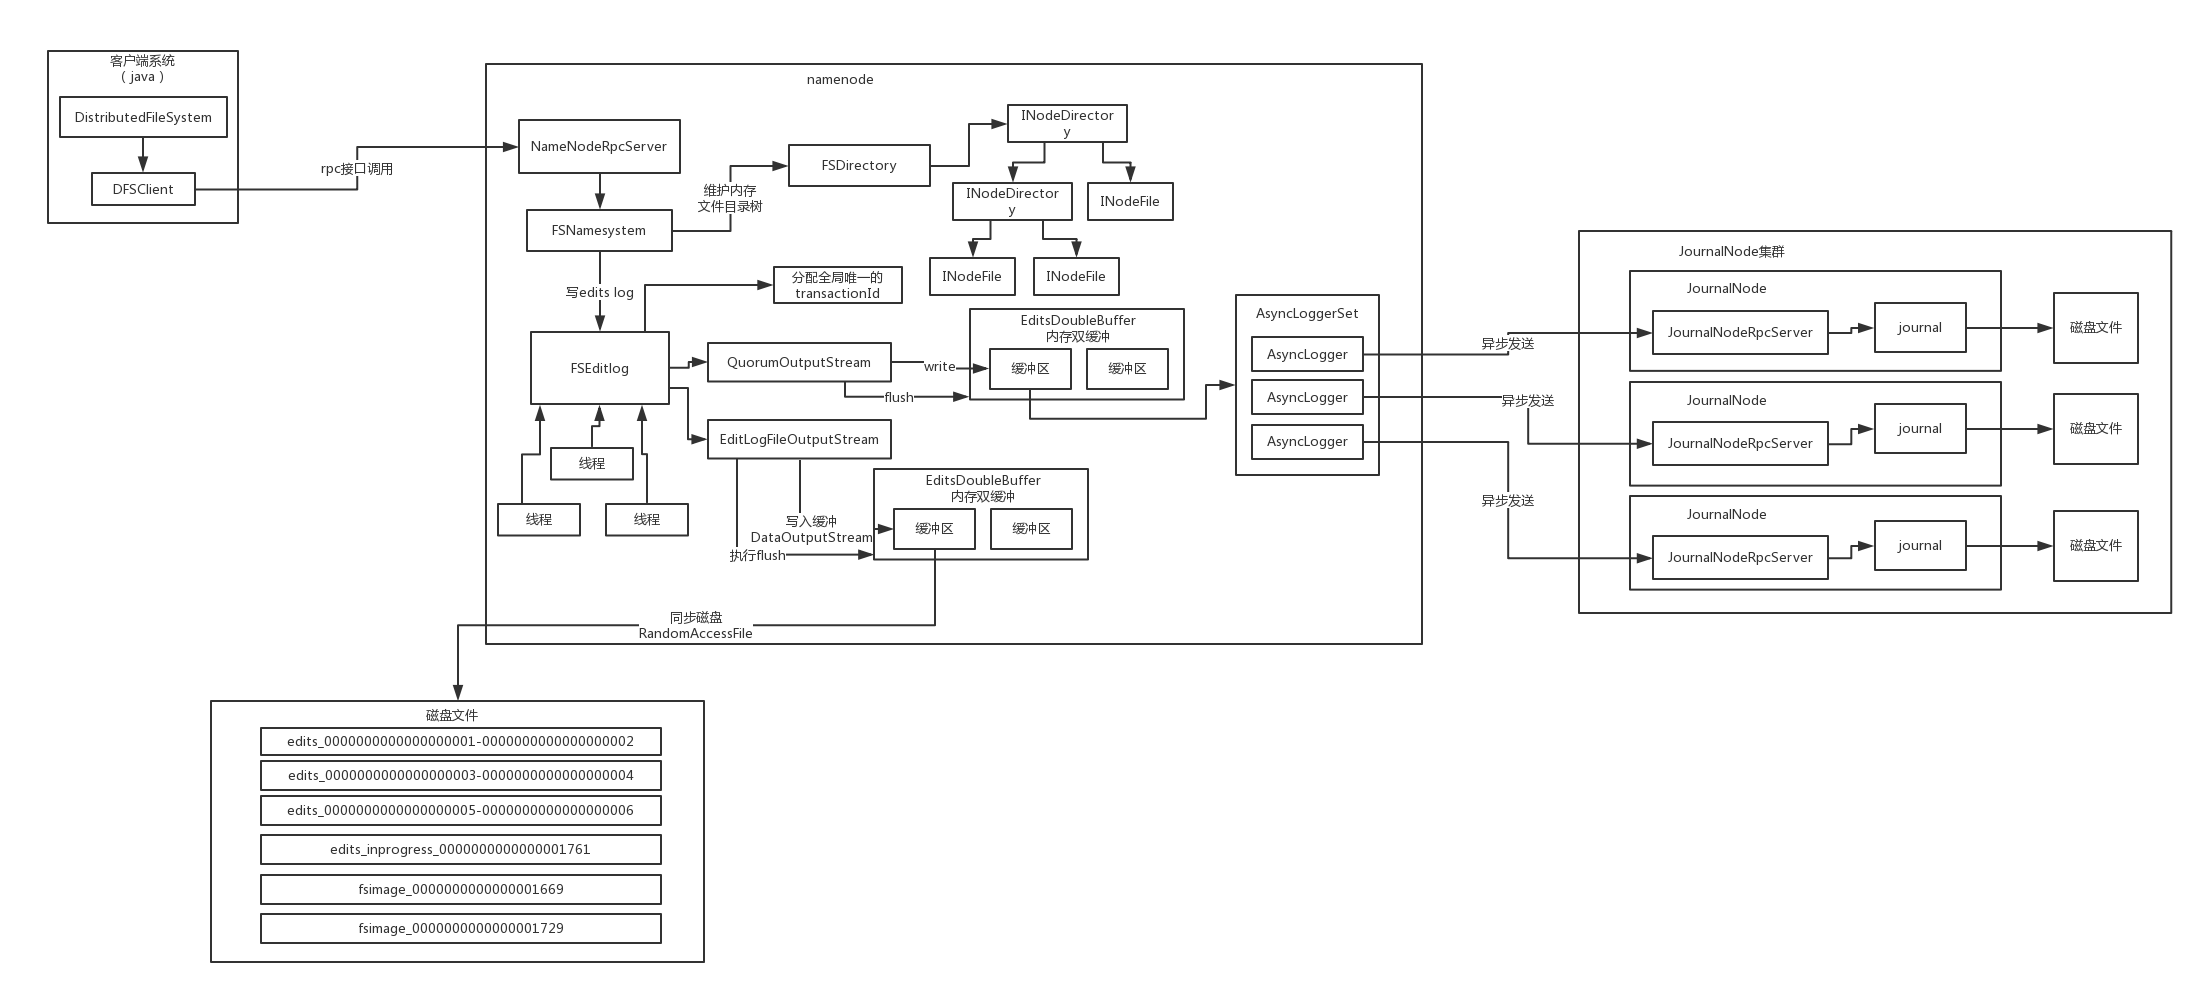 客户端系统
（java）
DistributedFileSystem
DFSClient
rpc接口调用
namenode
NameNodeRpcServer
FSNamesystem
维护内存
文件目录树
FSDirectory
INodeDirector
y
INodeDirector
y
INodeFile
INodeFile
INodeFile
写edits log
分配全局唯一的
transactionId
FSEditlog
线程
线程
线程
QuorumOutputStream
write
flush
EditsDoubleBuffer
内存双缓冲
缓冲区
缓冲区
EditLogFileOutputStream
写入缓冲
DataOutputStream
执行flush
EditsDoubleBuffer
内存双缓冲
缓冲区
缓冲区
同步磁盘
RandomAccessFile
AsyncLoggerSet
AsyncLogger
AsyncLogger
AsyncLogger
异步发送
异步发送
异步发送
JournalNode集群
JournalNode
JournalNodeRpcServer
journal
磁盘文件
JournalNode
JournalNodeRpcServer
journal
磁盘文件
JournalNode
JournalNodeRpcServer
journal
磁盘文件
磁盘文件
edits_0000000000000000001-0000000000000000002
edits_0000000000000000003-0000000000000000004
edits_0000000000000000005-0000000000000000006
edits_inprogress_0000000000000001761
fsimage_0000000000000001669
fsimage_0000000000000001729